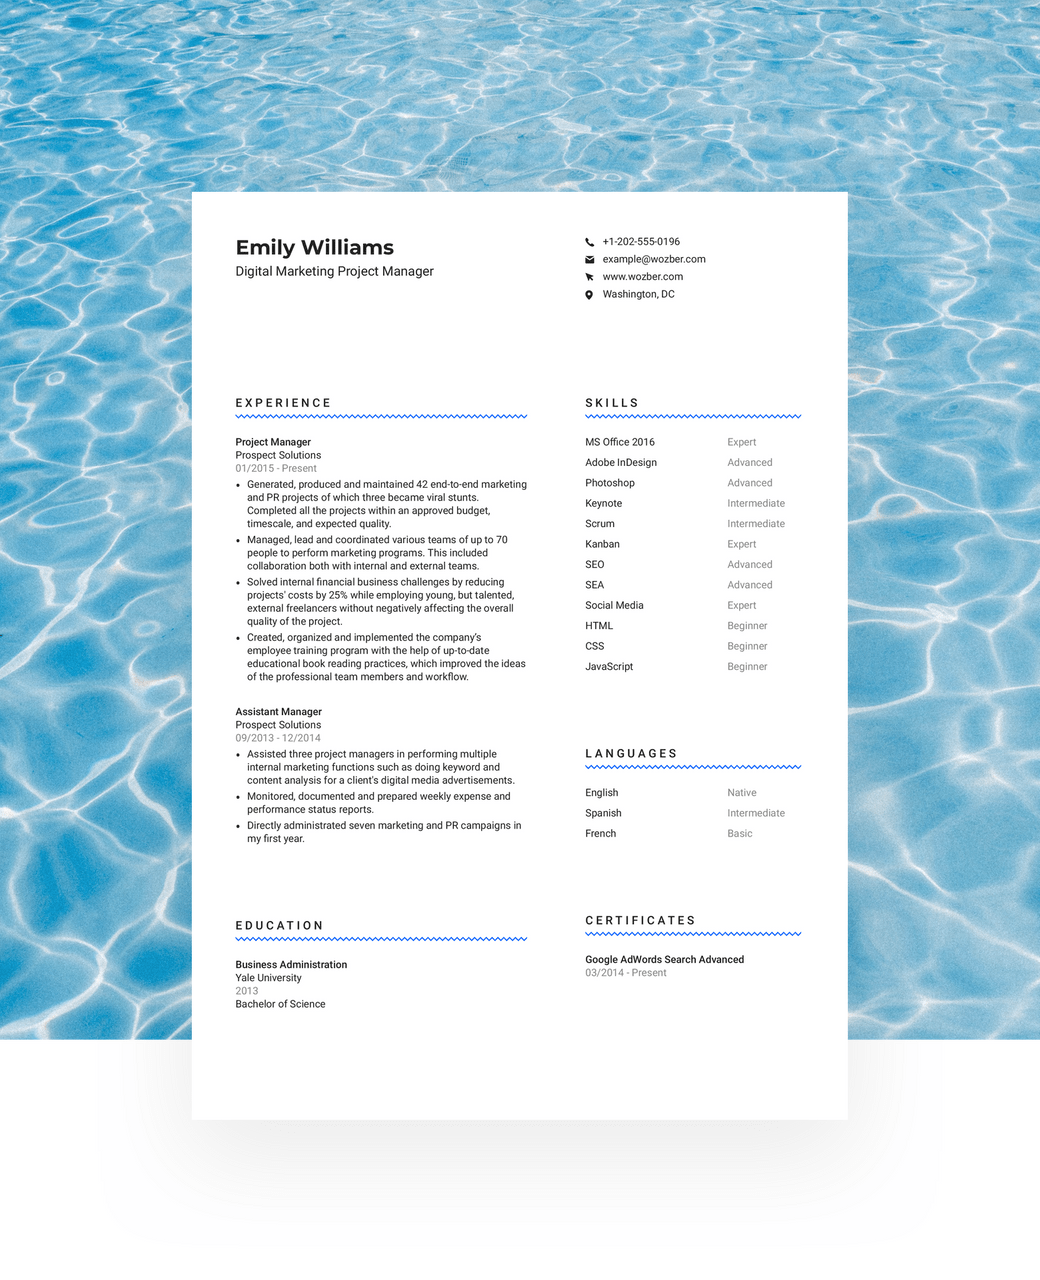 Emily Williams
Digital Marketing Project Manager
+1-202-555-0196
example@wozber.com
www.wozber.com
Washington, DC
EXPERIENCE
Project Manager
Prospect Solutions
01/2015 - Present
• Generated, produced and maintained 42 end-to-end marketing
and PR projects of which three became viral stunts.
Completed all the projects within an approved budget,
timescale, and expected quality.
• Managed, lead and coordinated various teams of up to 70
people to perform marketing programs. This included
collaboration both with internal and external teams.
• Solved internal financial business challenges by reducing
projects' costs by 25% while employing young, but talented,
external freelancers without negatively affecting the overall
quality of the project.
• Created, organized and implemented the company's
employee training program with the help of up-to-date
educational book reading practices, which improved the ideas
of the professional team members and workflow.
Assistant Manager
Prospect Solutions
09/2013 - 12/2014
• Assisted three project managers in performing multiple
internal marketing functions such as doing keyword and
content analysis for a client's digital media advertisements.
• Monitored, documented and prepared weekly expense and
performance status reports.
• Directly administrated seven marketing and PR campaigns in
my first year.
EDUCATION
Business Administration
Yale University
2013
Bachelor of Science
SKILLS
MS Office 2016 Expert
Adobe InDesign Advanced
Photoshop Advanced
Keynote Intermediate
Scrum Intermediate
Kanban Expert
SEO Advanced
SEA Advanced
Social Media Expert
HTML Beginner
CSS Beginner
JavaScript Beginner
LANGUAGES
English Native
Spanish Intermediate
French Basic
CERTIFICATES
Google AdWords Search Advanced
03/2014 - Present